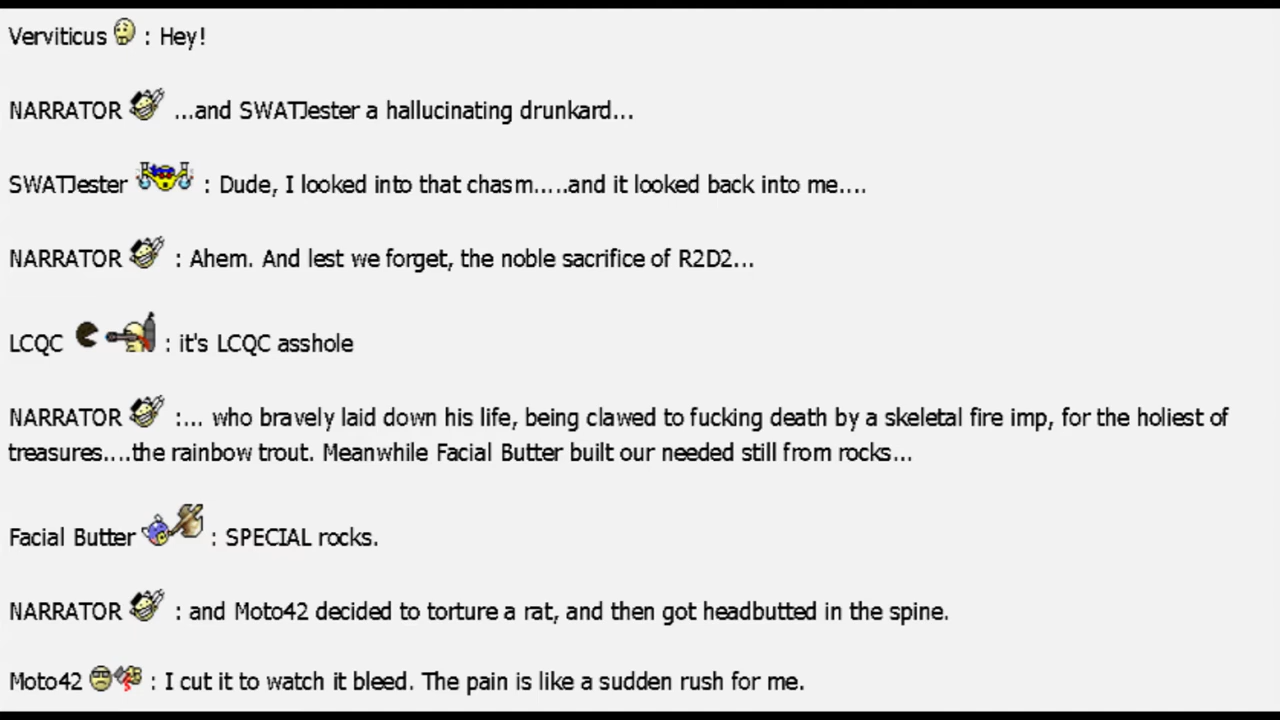 Verviticus : Hey!
NARRATOR ...and SWATJester a hallucinating drunkard...
SWATJester : Dude, I looked into that chasm.....and it looked back into me....
NARRATOR : Ahem. And lest we forget, the noble sacrifice of R2D2...
LCQC : it's LCQC asshole
NARRATOR :... who bravely laid down his life, being clawed to fucking death by a skeletal fire imp, for the holiest of
treasures....the rainbow trout. Meanwhile Facial Butter built our needed still from rocks...
Facial Butter : SPECIAL rocks.
NARRATOR : and Moto42 decided to torture a rat, and then got headbutted in the spine.
Moto42 : I cut it to watch it bleed. The pain is like a sudden rush for me.